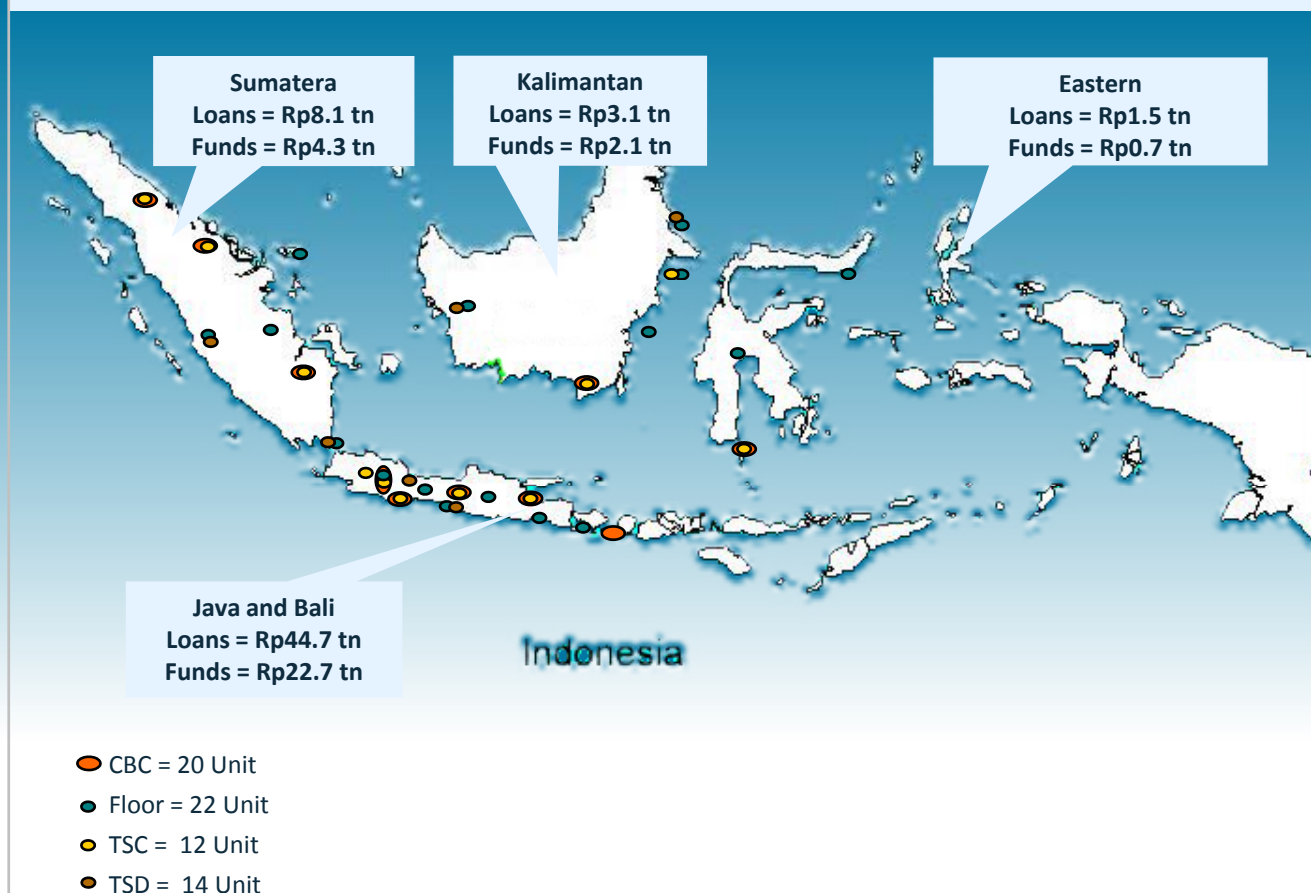 Sumatera
Loans = Rp8.1 tn
Funds = Rp4.3 tn
Kalimantan
Loans = Rp3.1 tn
Funds = Rp2.1 tn
Eastern
Loans = Rp1.5 tn
Funds = Rp0.7 tn
Java and Bali
Loans = Rp44.7 tn
Funds = Rp22.7 tn
Indonesia
CBC = 20 Unit
Floor = 22 Unit
TSC = 12 Unit
TSD = 14 Unit